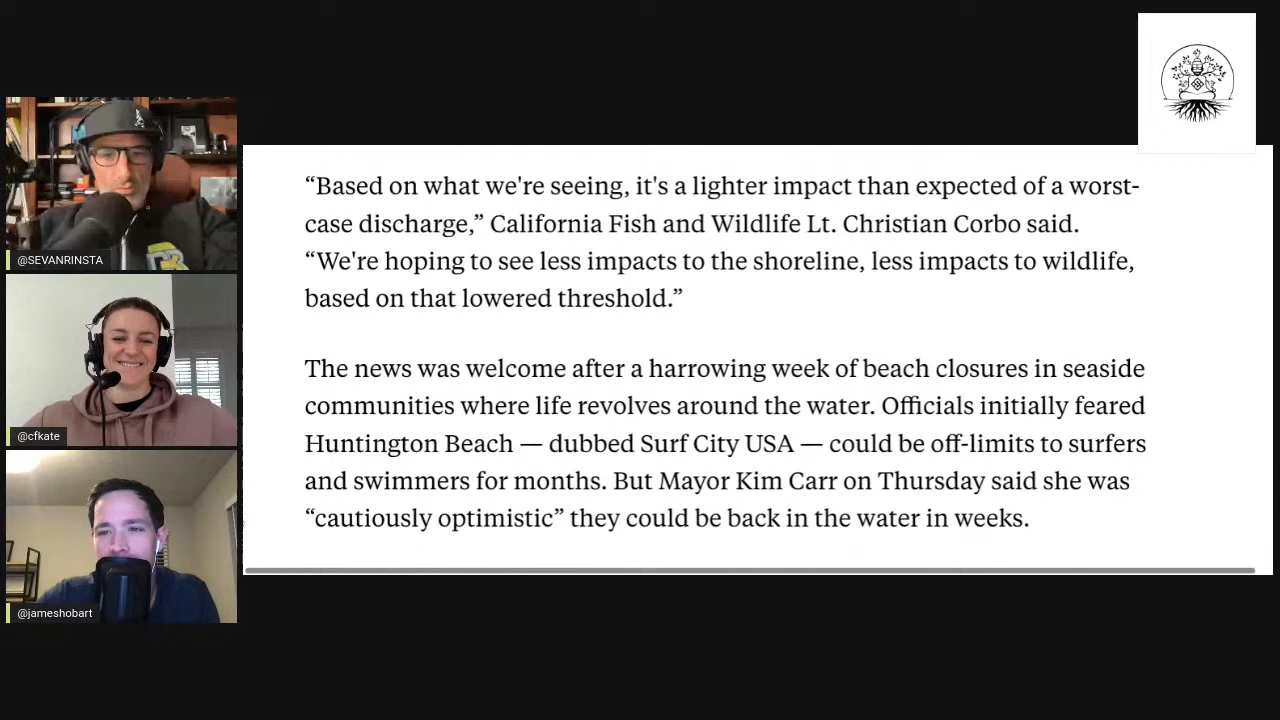 @SEVANRINSTA
@cfkate
@jameshobart
“Based on what we're seeing, it's a lighter impact than expected of a worst-
case discharge,” California Fish and Wildlife Lt. Christian Corbo said.
“We're hoping to see less impacts to the shoreline, less impacts to wildlife,
based on that lowered threshold.”
The news was welcome after a harrowing week of beach closures in seaside
communities where life revolves around the water. Officials initially feared
Huntington Beach — dubbed Surf City USA — could be off-limits to surfers
and swimmers for months. But Mayor Kim Carr on Thursday said she was
“cautiously optimistic” they could be back in the water in weeks.